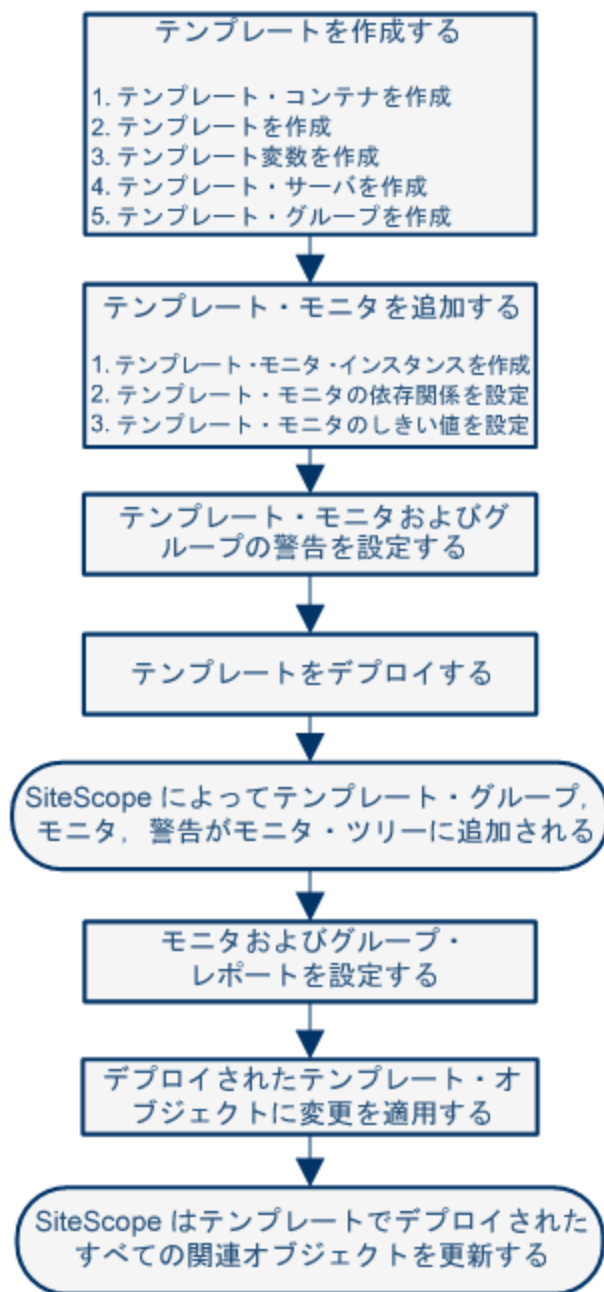 テンプレートを作成する
1. テンプレート・コンテナを作成
2. テンプレートを作成
3. テンプレート変数を作成
4. テンプレート・サーバを作成
5. テンプレート・グループを作成
テンプレート・モニタを追加する
1. テンプレート・モニタ・インスタンスを作成
2. テンプレート・モニタの依存関係を設定
3. テンプレート・モニタのしきい値を設定
テンプレート・モニタおよびグ
ループの警告を設定する
テンプレートをデプロイする
SiteScope によってテンプレート・グループ,
モニタ, 警告がモニタ・ツリーに追加される
モニタおよびグループ・
レポートを設定する
デプロイされたテンプレート・オ
ブジェクトに変更を適用する
SiteScope はテンプレートでデプロイされた
すべての関連オブジェクトを更新する